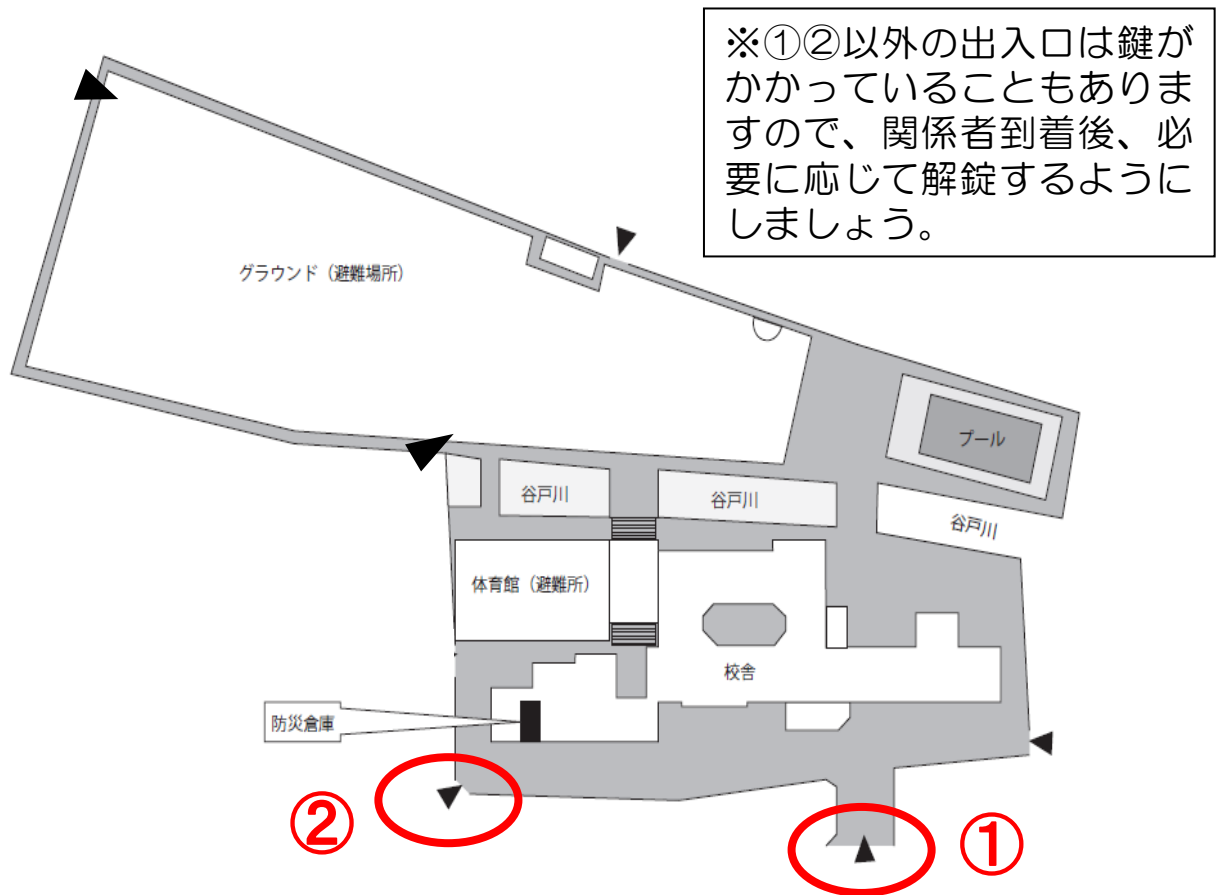 ※①②以外の出入口は鍵が
かかっていることもありま
すので、関係者到着後、必
要に応じて解錠するように
しましょう。
グラウンド（避難場所）
プール
谷戸川
谷戸川
谷戸川
体育館（避難所）
校舎
防災倉庫
②
①